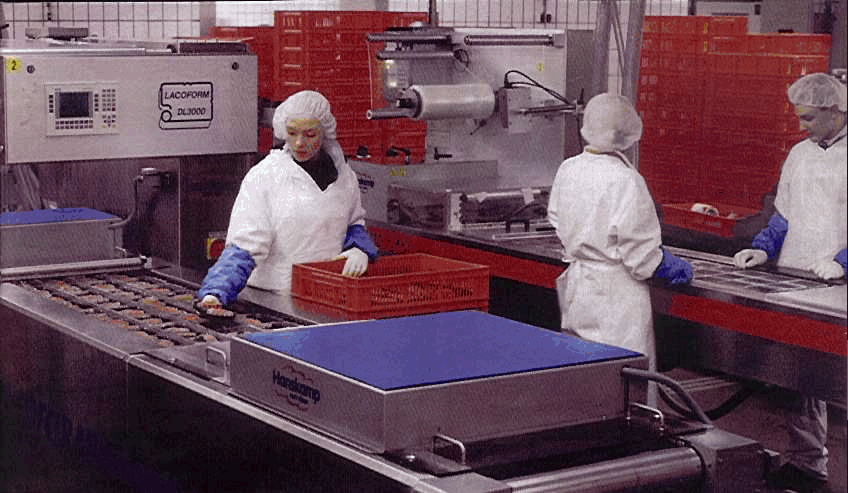 2
LACOFORM
DL3000
Hanskamp